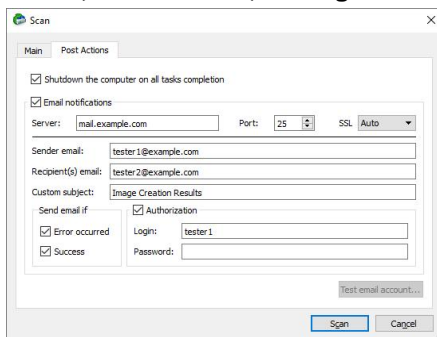 Scan
Main Post Actions
Shutdown the computer on all tasks completion
Email notifications
Server: mail.example.com Port: 25 SSL Auto
Sender email: tester1@example.com
Recipient(s) email: tester2@example.com
Custom subject: Image Creation Results
Send email if Authorization
Error occurred Login: tester1
Success Password:
Test email account...
Scan Cancel